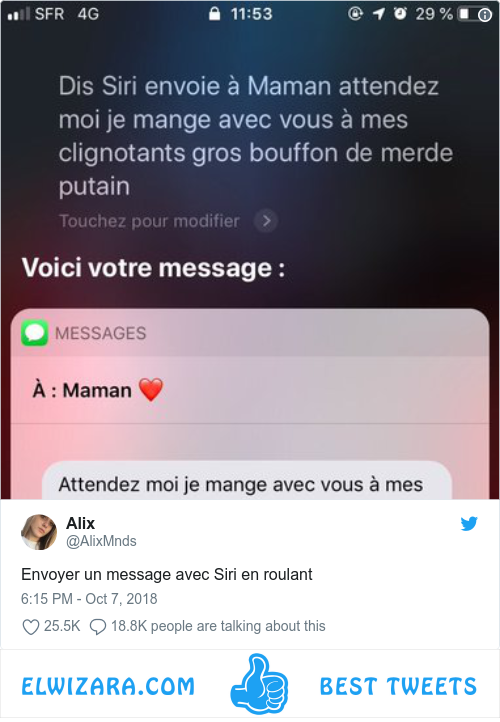 SFR 4G 11:53 29 %
Dis Siri envoie à Maman attendez
moi je mange avec vous à mes
clignotants gros bouffon de merde
putain
Touchez pour modifier
Voici votre message :
MESSAGES
À : Maman ❤️
Attendez moi je mange avec vous à mes
Alix
@AlixMnds
Envoyer un message avec Siri en roulant
6:15 PM - Oct 7, 2018
25.5K 18.8K people are talking about this
ELWIZARA.COM BEST TWEETS